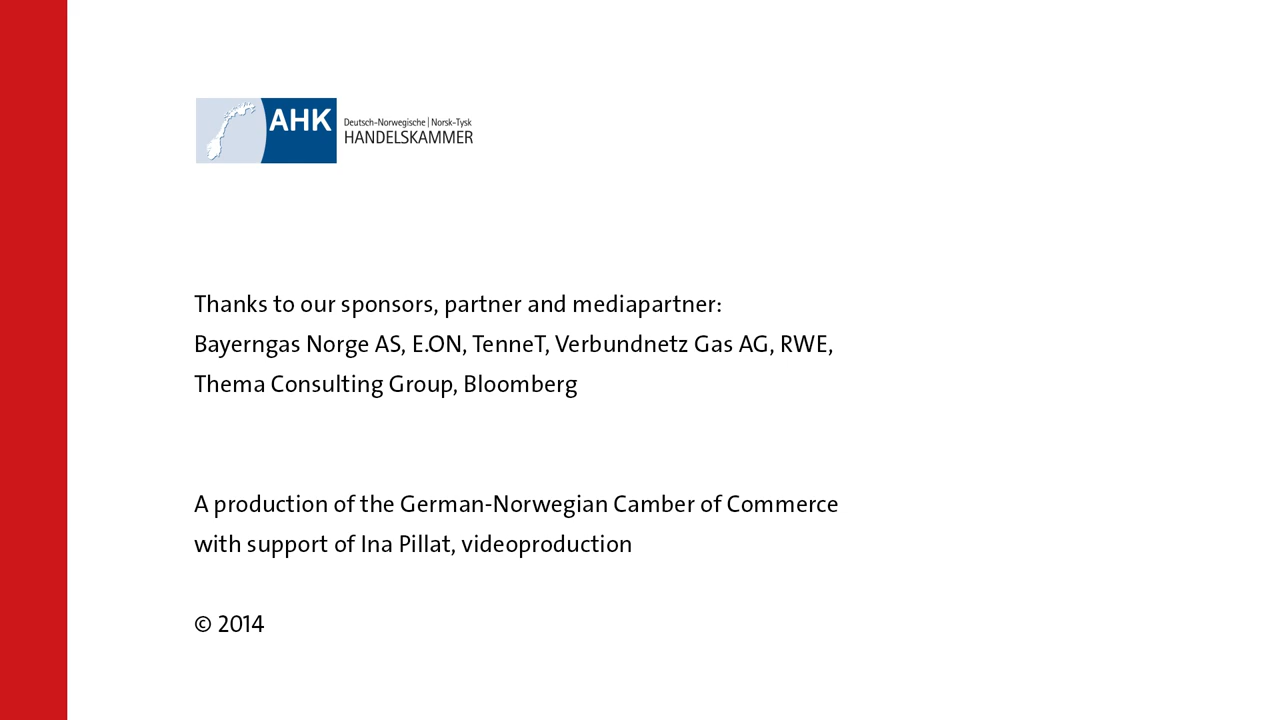 AHK
Deutsch-Norwegische | Norsk-Tysk
HANDELSKAMMER
Thanks to our sponsors, partner and mediapartner:
Bayerngas Norge AS, E.ON, TenneT, Verbundnetz Gas AG, RWE,
Thema Consulting Group, Bloomberg
A production of the German-Norwegian Camber of Commerce
with support of Ina Pillat, videoproduction
© 2014